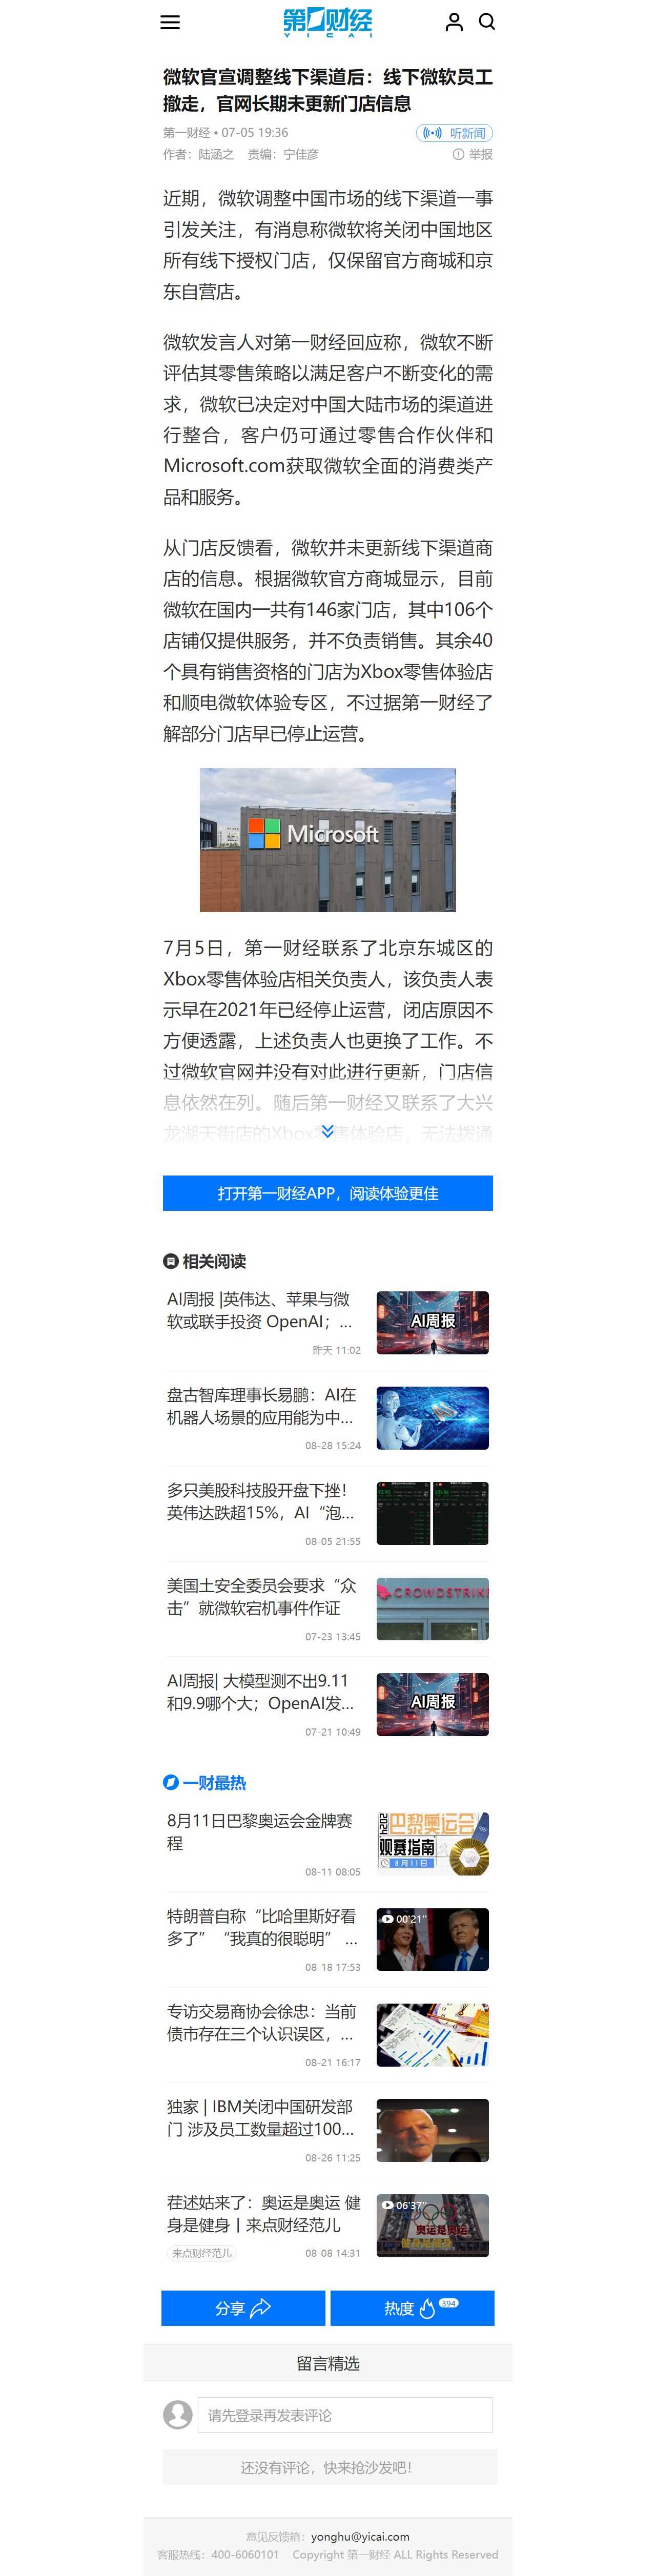 第一财经
YICAI
微软官宣调整线下渠道后：线下微软员工
撤走，官网长期未更新门店信息
第一财经 • 07-05 19:36
听新闻
作者：陆涵之 责编：宁佳彦
举报
近期，微软调整中国市场的线下渠道一事
引发关注，有消息称微软将关闭中国地区
所有线下授权门店，仅保留官方商城和京
东自营店。
微软发言人对第一财经回应称，微软不断
评估其零售策略以满足客户不断变化的需
求，微软已决定对中国大陆市场的渠道进
行整合，客户仍可通过零售合作伙伴和
Microsoft.com获取微软全面的消费类产
品和服务。
从门店反馈看，微软并未更新线下渠道商
店的信息。根据微软官方商城显示，目前
微软在国内一共有146家门店，其中106个
店铺仅提供服务，并不负责销售。其余40
个具有销售资格的门店为Xbox零售体验店
和顺电微软体验专区，不过据第一财经了
解部分门店早已停止运营。
Microsoft
7月5日，第一财经联系了北京东城区的
Xbox零售体验店相关负责人，该负责人表
示早在2021年已经停止运营，闭店原因不
方便透露，上述负责人也更换了工作。不
过微软官网并没有对此进行更新，门店信
息依然在列。随后第一财经又联系了大兴
龙湖天街店的Xbox零售体验店，无法拨通
打开第一财经APP，阅读体验更佳
相关阅读
AI周报 |英伟达、苹果与微
软或联手投资 OpenAI；...
昨天 11:02
AI周报
盘古智库理事长易鹏：AI在
机器人场景的应用能为中...
08-28 15:24
多只美股科技股开盘下挫！
英伟达跌超15%，AI“泡...
08-05 21:55
美国土安全委员会要求“众
击”就微软宕机事件作证
07-23 13:45
CROWDSTRIKE
AI周报| 大模型测不出9.11
和9.9哪个大；OpenAI发...
07-21 10:49
AI周报
一财最热
8月11日巴黎奥运会金牌赛
程
08-11 08:05
2024
巴黎奥运会
观赛指南
8月11日
特朗普自称“比哈里斯好看
多了”“我真的很聪明” ...
08-18 17:53
00'21''
专访交易商协会徐忠：当前
债市存在三个认识误区，...
08-21 16:17
独家 | IBM关闭中国研发部
门 涉及员工数量超过100...
08-26 11:25
茬述姑来了：奥运是奥运 健
身是健身丨来点财经范儿
来点财经范儿
08-08 14:31
06'37''
奥运是奥运
健身是健身
分享
热度
394
留言精选
请先登录再发表评论
还没有评论，快来抢沙发吧！
意见反馈箱：yonghu@yicai.com
客服热线：400-6060101 Copyright 第一财经 ALL Rights Reserved